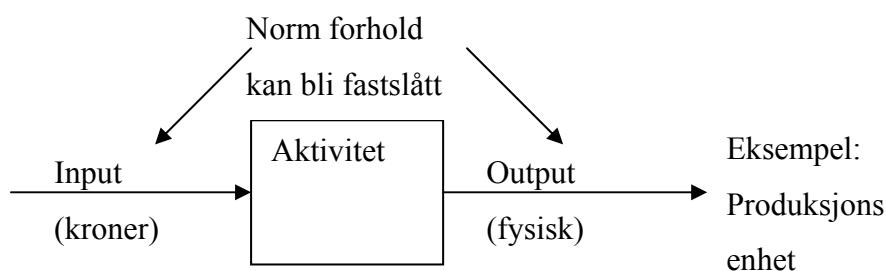 Norm forhold
kan bli fastslått
Aktivitet
Input
(kroner)
Output
(fysisk)
Eksempel:
Produksjons
enhet